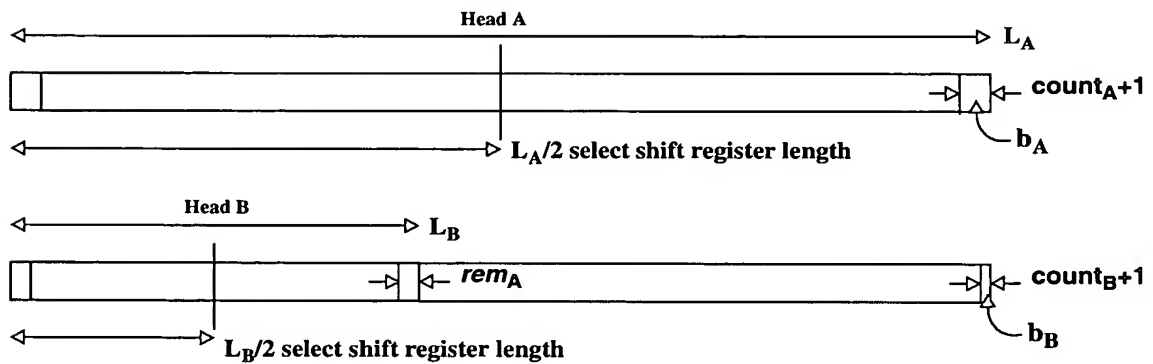 Head A
L_A
count_A+1
b_A
L_A/2 select shift register length
Head B
L_B
rem_A
count_B+1
b_B
L_B/2 select shift register length